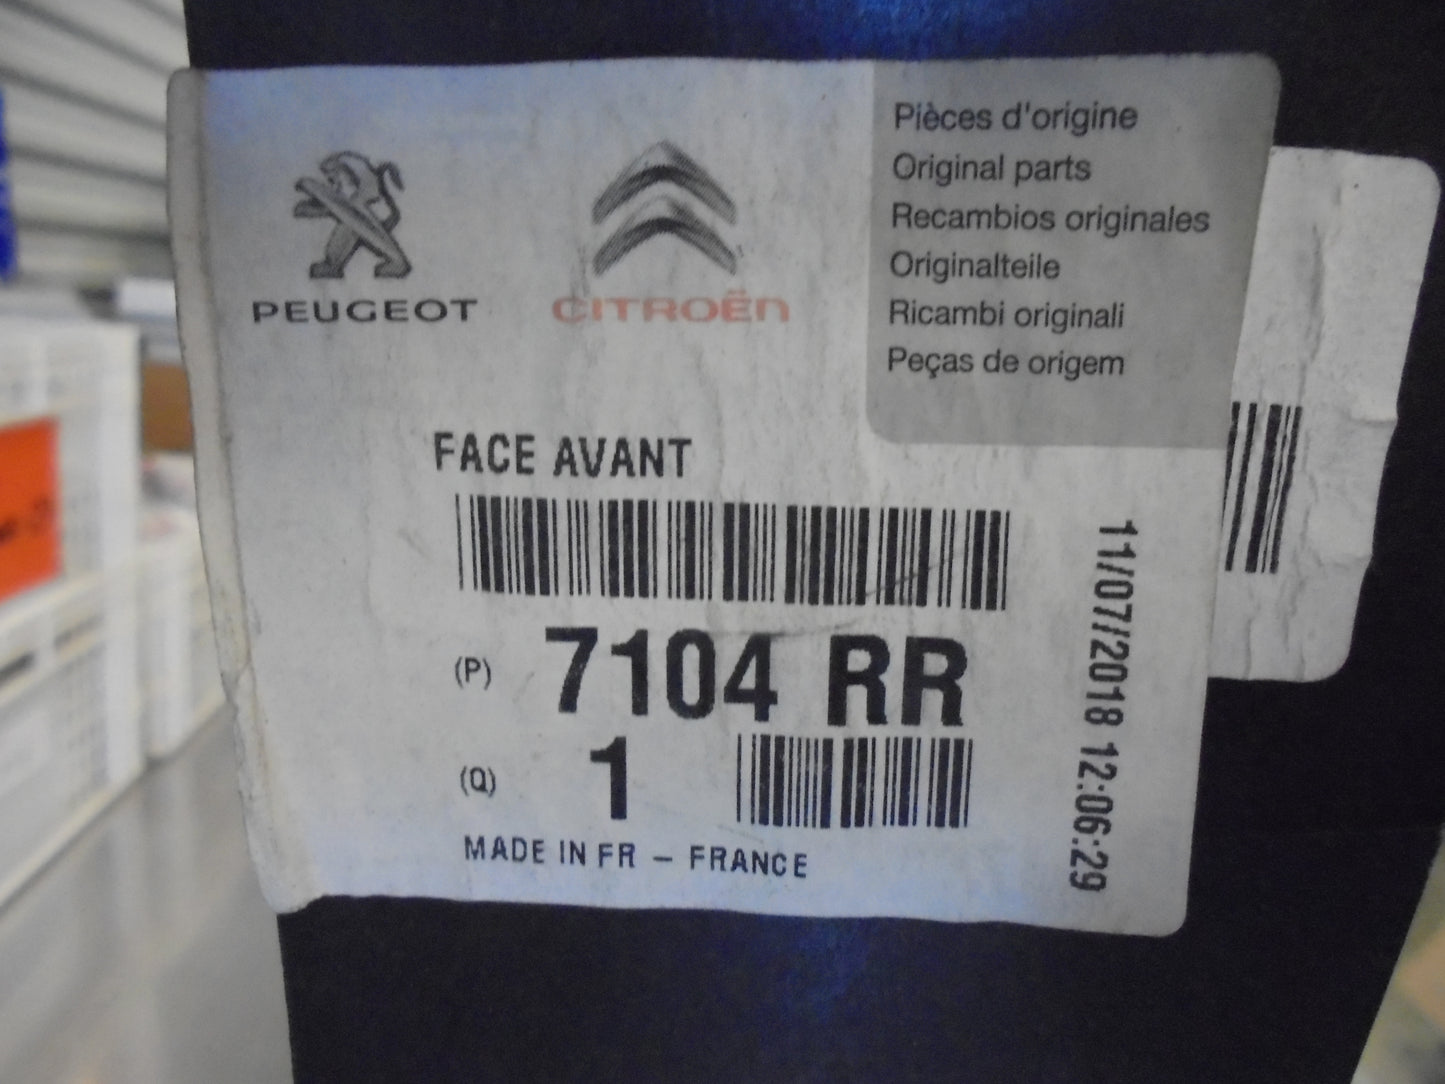 PEUGEOT
CITROËN
Pièces d'origine
Original parts
Recambios originales
Originalteile
Ricambi originali
Peças de origem
FACE AVANT
(P) 7104 RR
(Q) 1
MADE IN FR – FRANCE
11/07/2018 12:06:29